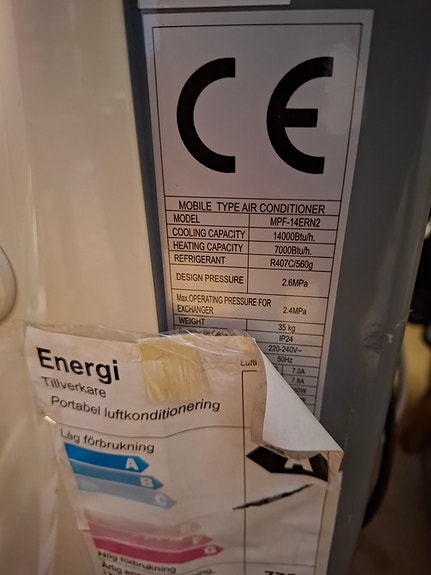 CE
MOBILE TYPE AIR CONDITIONER
MODEL MPF-14ERN2
COOLING CAPACITY 14000Btu/h.
HEATING CAPACITY 7000Btu/h.
REFRIGERANT R407C/560g
DESIGN PRESSURE 2.6MPa
Max.OPERATING PRESSURE FOR
EXCHANGER 2.4MPa
WEIGHT 35 kg
IP24
220-240V~
50Hz
7.0A
7.8A
Energi
Tillverkare
Portabel luftkonditionering
Låg förbrukning
A
B
C
G
Hög förbrukning
A